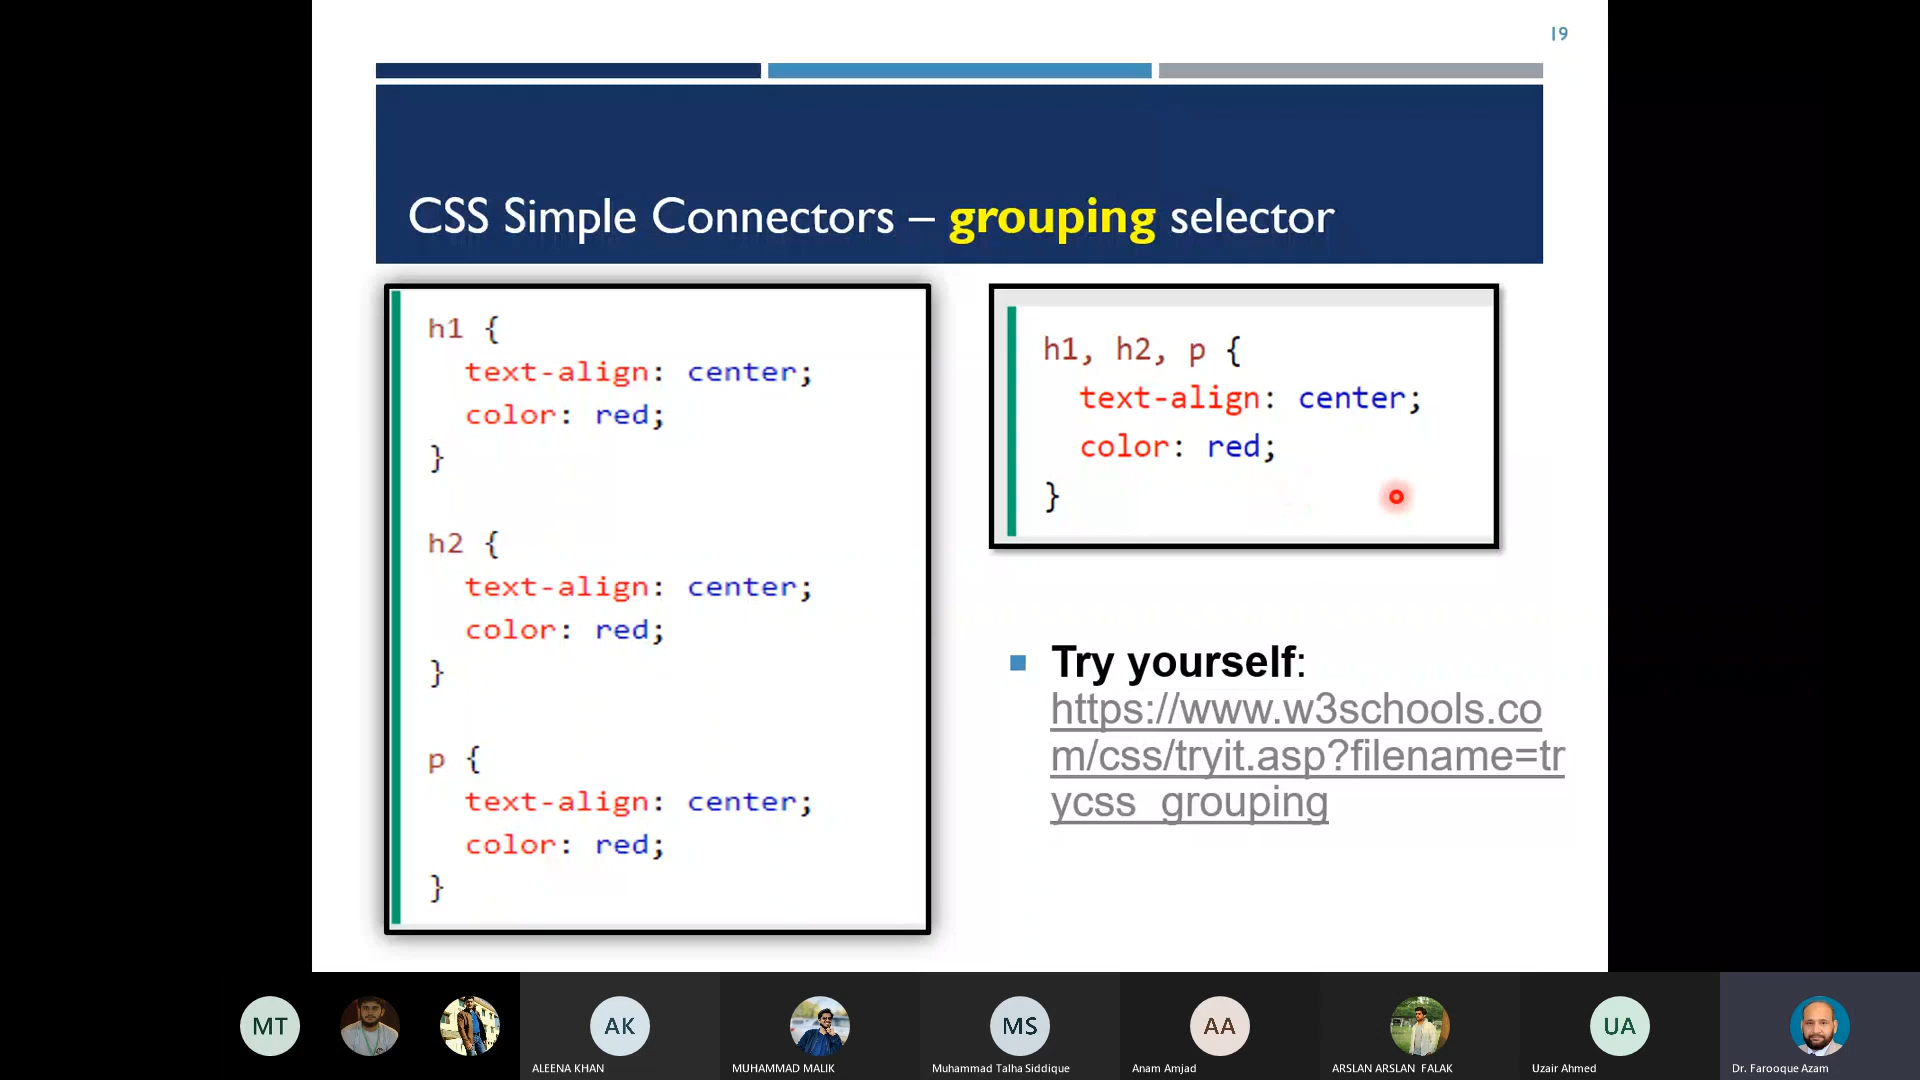 19
CSS Simple Connectors – grouping selector
h1 {
text-align: center;
color: red;
}
h2 {
text-align: center;
color: red;
}
p {
text-align: center;
color: red;
}
h1, h2, p {
text-align: center;
color: red;
}
Try yourself:
https://www.w3schools.co
m/css/tryit.asp?filename=tr
ycss_grouping
MT
AK
MS
AA
UA
ALEENA KHAN
MUHAMMAD MALIK
Muhammad Talha Siddique
Anam Amjad
ARSLAN ARSLAN FALAK
Uzair Ahmed
Dr. Farooque Azam